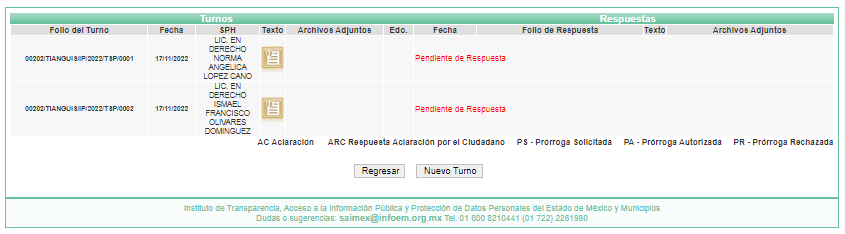 Turnos Respuestas
Folio del Turno Fecha SPH Texto Archivos Adjuntos Edo. Fecha Folio de Respuesta Texto Archivos Adjuntos
00202/TIANGUIS/IP/2022/TSP/0001 17/11/2022 LIC. EN DERECHO NORMA ANGELICA LOPEZ CANO Pendiente de Respuesta
00202/TIANGUIS/IP/2022/TSP/0002 17/11/2022 LIC. EN DERECHO ISMAEL FRANCISCO OLIVARES DOMINGUEZ Pendiente de Respuesta
AC Aclaración ARC Respuesta Aclaración por el Ciudadano PS - Prórroga Solicitada PA - Prórroga Autorizada PR - Prórroga Rechazada
Regresar Nuevo Turno
Instituto de Transparencia, Acceso a la Información Pública y Protección de Datos Personales del Estado de México y Municipios
Dudas o sugerencias: saimex@infoem.org.mx Tel. 01 800 8210441 (01 722) 2261980